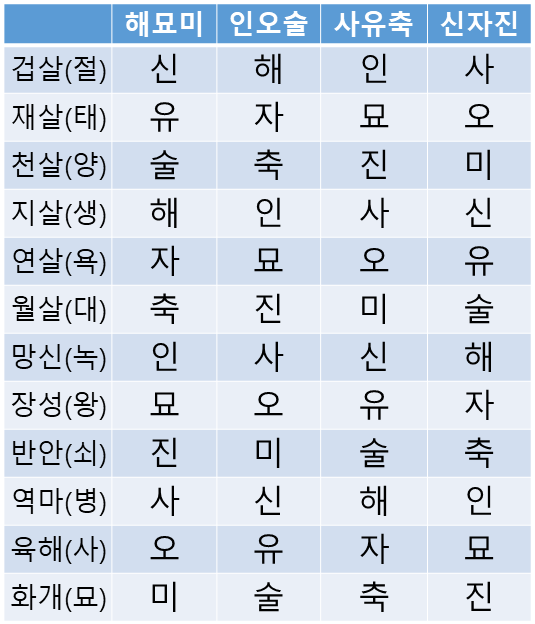 해묘미 인오술 사유축 신자진
겁살(절) 신 해 인 사
재살(태) 유 자 묘 오
천살(양) 술 축 진 미
지살(생) 해 인 사 신
연살(욕) 자 묘 오 유
월살(대) 축 진 미 술
망신(녹) 인 사 신 해
장성(왕) 묘 오 유 자
반안(쇠) 진 미 술 축
역마(병) 사 신 해 인
육해(사) 오 유 자 묘
화개(묘) 미 술 축 진